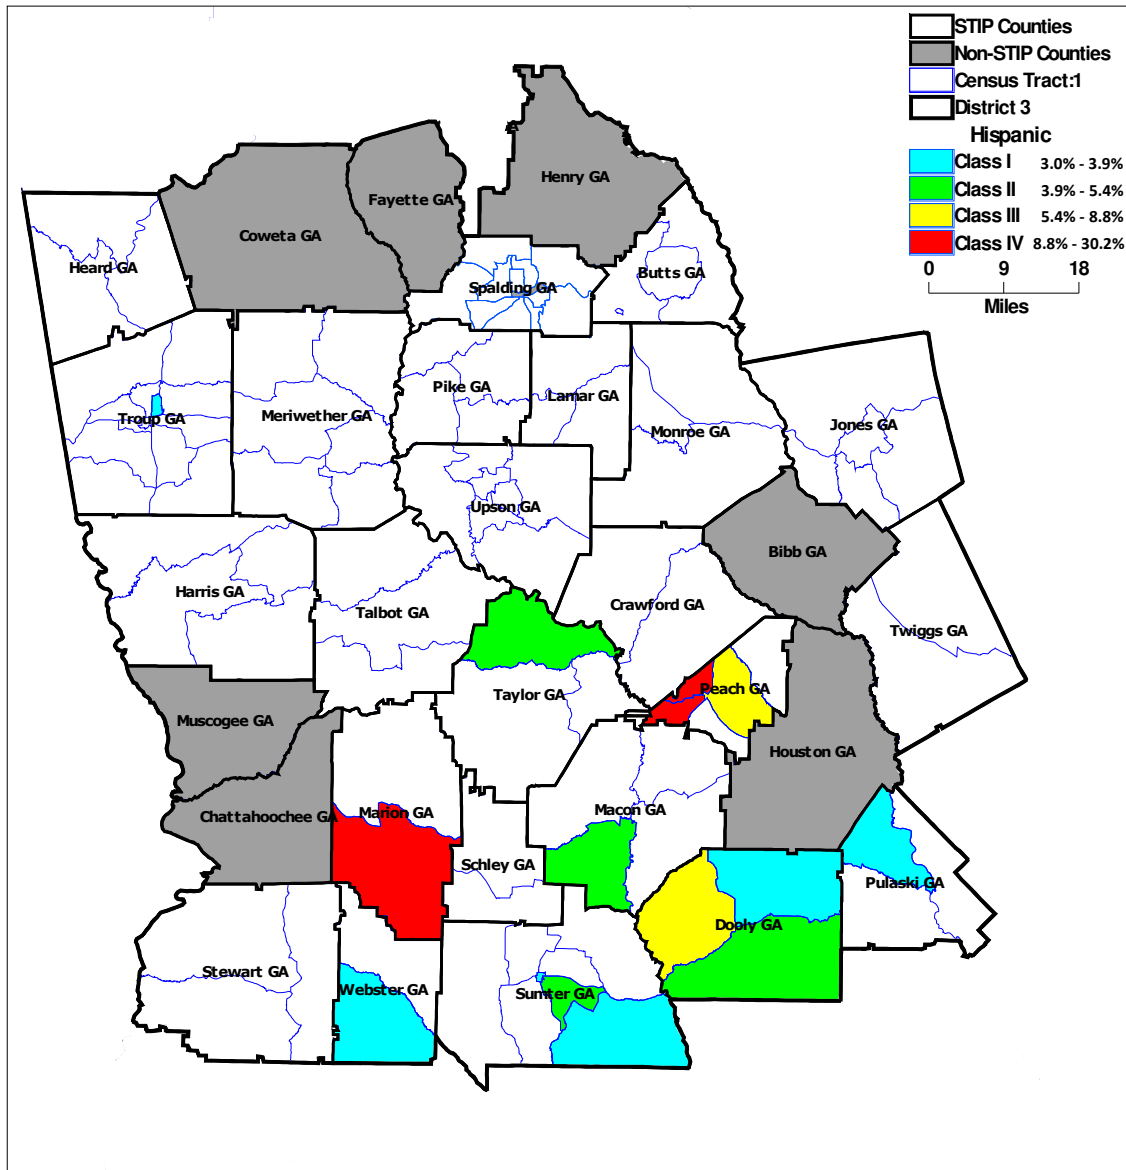 STIP Counties
Non-STIP Counties
Census Tract:1
District 3
Hispanic
Class I 3.0% - 3.9%
Class II 3.9% - 5.4%
Class III 5.4% - 8.8%
Class IV 8.8% - 30.2%
0 9 18
Miles
Henry GA
Fayette GA
Coweta GA
Heard GA
Butts GA
Spalding GA
Pike GA
Lamar GA
Troup GA
Meriwether GA
Monroe GA
Jones GA
Upson GA
Bibb GA
Harris GA
Talbot GA
Crawford GA
Twiggs GA
Taylor GA
Peach GA
Muscogee GA
Houston GA
Chattahoochee GA
Marion GA
Macon GA
Schley GA
Pulaski GA
Dooly GA
Stewart GA
Webster GA
Sumter GA